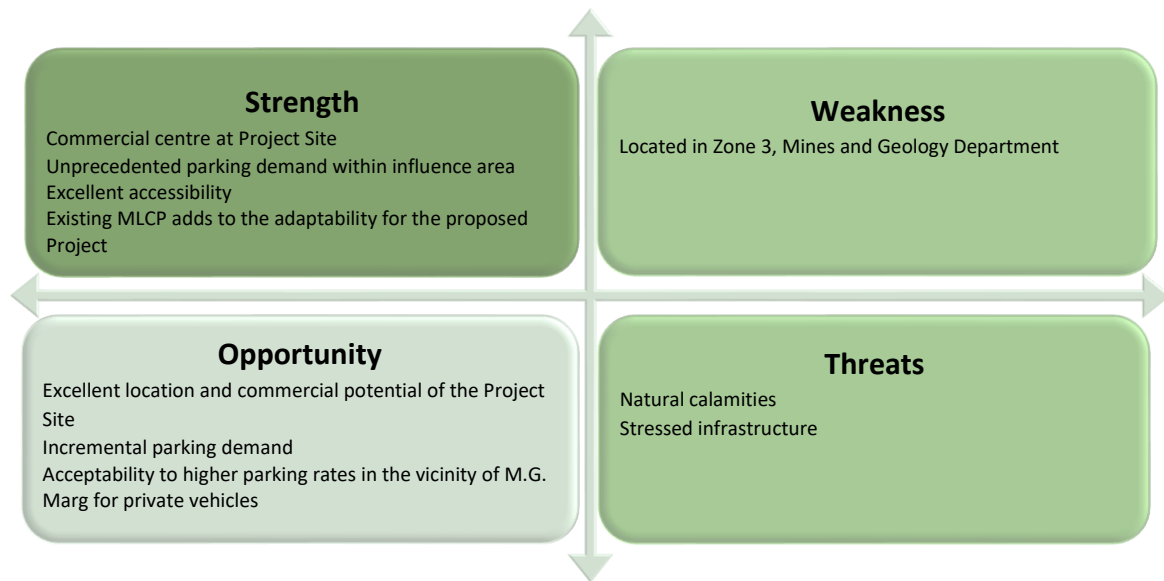 Strength
Commercial centre at Project Site
Unprecedented parking demand within influence area
Excellent accessibility
Existing MLCP adds to the adaptability for the proposed
Project
Weakness
Located in Zone 3, Mines and Geology Department
Opportunity
Excellent location and commercial potential of the Project
Site
Incremental parking demand
Acceptability to higher parking rates in the vicinity of M.G.
Marg for private vehicles
Threats
Natural calamities
Stressed infrastructure